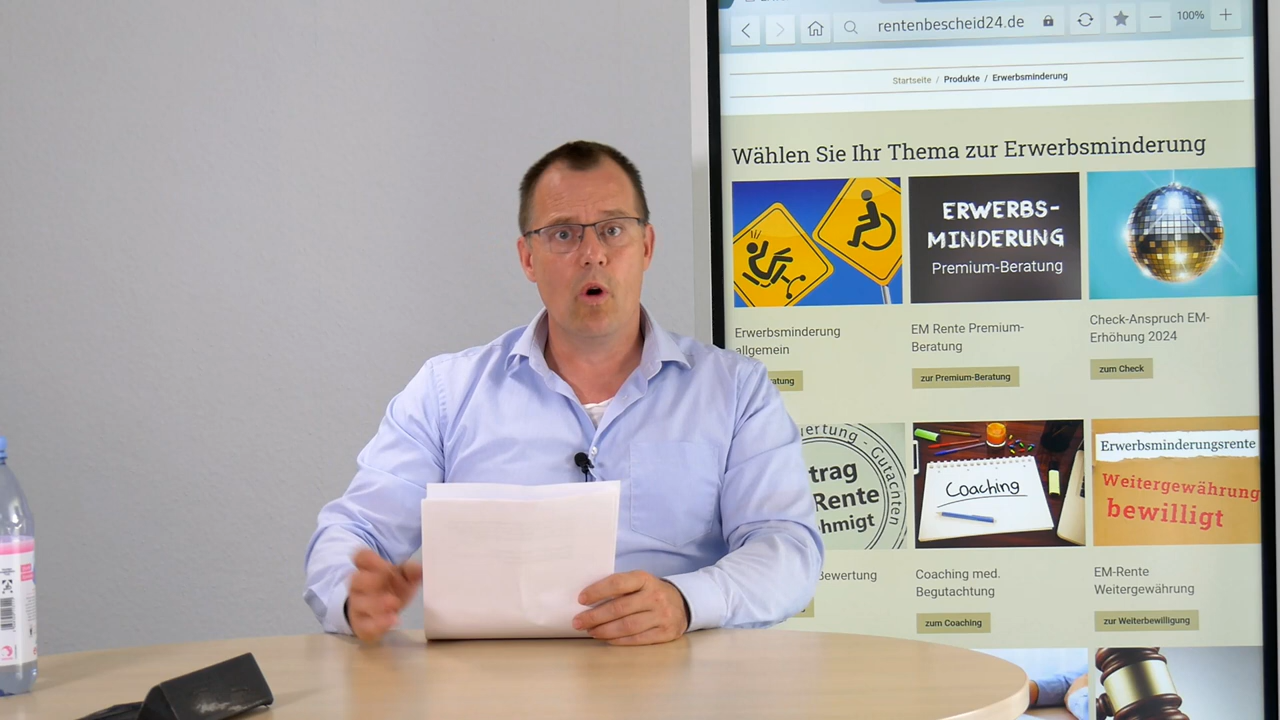 rentenbescheid24.de
100%
Startseite / Produkte / Erwerbsminderung
Wählen Sie Ihr Thema zur Erwerbsminderung
ERWERBS-
MINDERUNG
Premium-Beratung
Erwerbsminderung
allgemein
EM Rente Premium-
Beratung
zur Premium-Beratung
Check-Anspruch EM-
Erhöhung 2024
zum Check
Gutachten
Coaching
Erwerbsminderungsrente
Weitergewährung
bewilligt
Bewertung
Coaching med.
Begutachtung
zum Coaching
EM-Rente
Weitergewährung
zur Weiterbewilligung